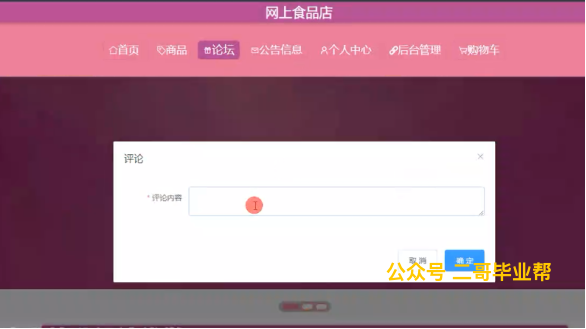 网上食品店
首页 商品 论坛 公告信息 个人中心 后台管理 购物车
评论
* 评论内容
取消 确定
公众号 二哥毕业帮